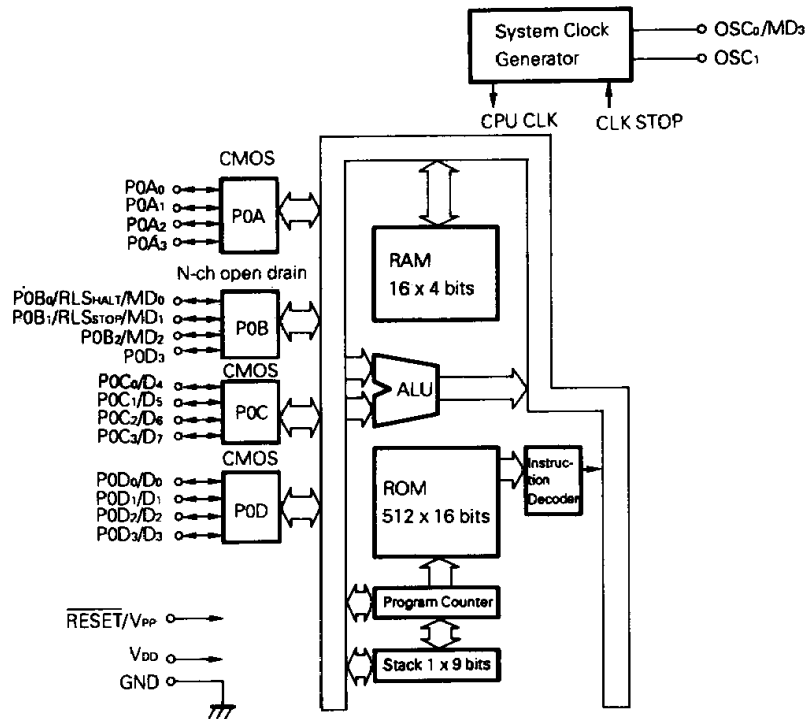 System Clock
Generator
OSC₀/MD₃
OSC₁
CPU CLK
CLK STOP
CMOS
P0A₀
P0A₁
P0A₂
P0A₃
P0A
RAM
16 x 4 bits
N-ch open drain
P0B₀/RLSHALT/MD₀
P0B₁/RLSSTOP/MD₁
P0B₂/MD₂
P0D₃
P0B
ALU
CMOS
P0C₀/D₄
P0C₁/D₅
P0C₂/D₆
P0C₃/D₇
P0C
CMOS
P0D₀/D₀
P0D₁/D₁
P0D₂/D₂
P0D₃/D₃
P0D
ROM
512 x 16 bits
Instruc-
tion
Decoder
Program Counter
Stack 1 x 9 bits
RESET/VPP
VDD
GND